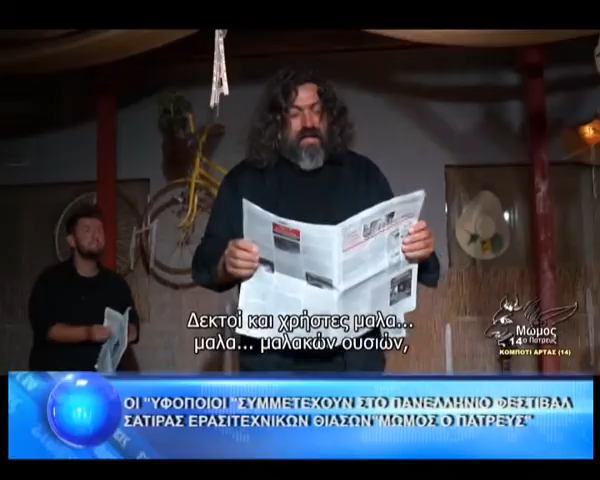 Μώμος
14 ο Πατρεύς
ΚΟΜΠΟΤΙ ΑΡΤΑΣ (14)
Δεκτοί και χρήστες μαλα...
μαλα... μαλακών ουσιών,
ΟΙ "ΥΦΟΠΟΙΟΙ "ΣΥΜΜΕΤΕΧΟΥΝ ΣΤΟ ΠΑΝΕΛΛΗΝΙΟ ΦΕΣΤΙΒΑΛ
ΣΑΤΙΡΑΣ ΕΡΑΣΙΤΕΧΝΙΚΩΝ ΘΙΑΣΩΝ"ΜΩΜΟΣ Ο ΠΑΤΡΕΥΣ"